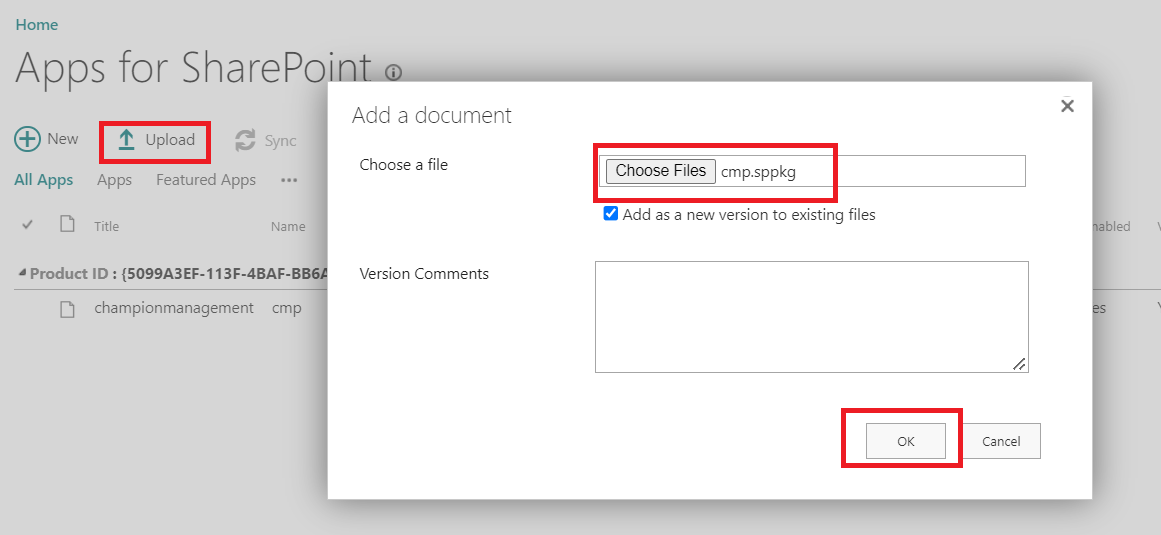 Home
Apps for SharePoint
Add a document
New Upload Sync
Choose a file Choose Files cmp.sppkg
All Apps Apps Featured Apps ...
Add as a new version to existing files
Title Name
Version Comments
Product ID : {5099A3EF-113F-4BAF-BB6A
championmanagement cmp
OK Cancel